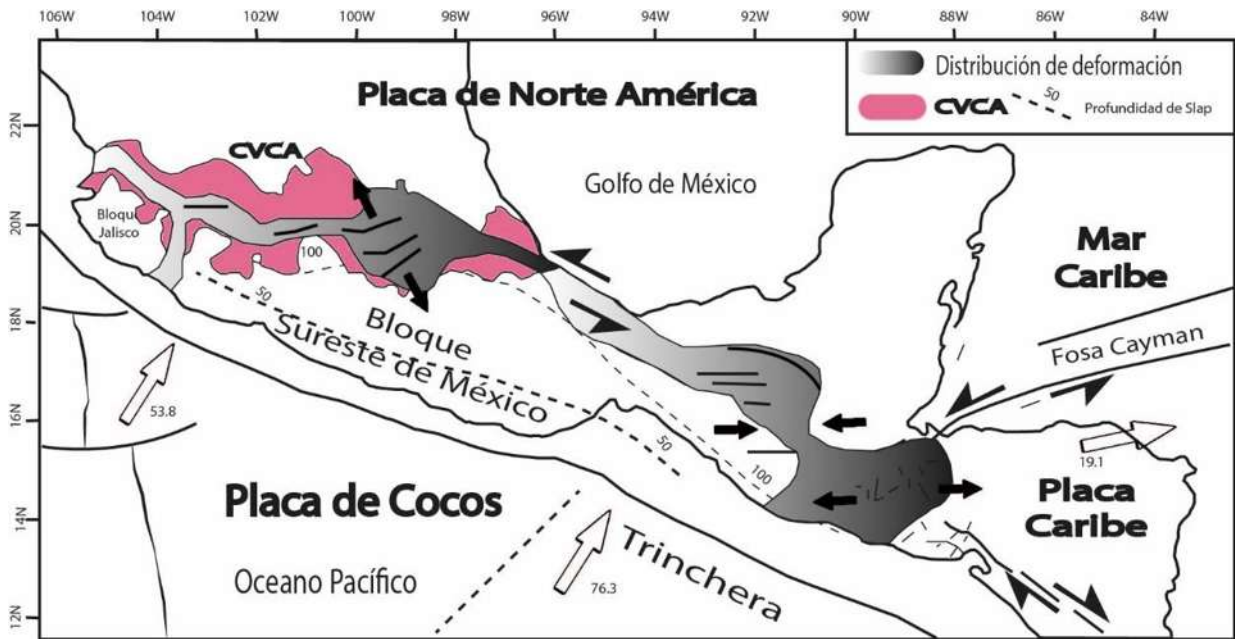 106W 104W 102W 100W 96W 94W 92W 90W 88W 86W 84W
22N
20N
18N
16N
14N
12N
Distribución de deformación
CVCA
50
Profundidad de Slap
Placa de Norte América
CVCA
Golfo de México
Bloque
Jalisco
Mar
Caribe
100
50
Bloque
Sureste de México
Fosa Cayman
53.8
50
100
19.1
Placa de Cocos
Placa
Caribe
Oceano Pacífico
76.3
Trinchera